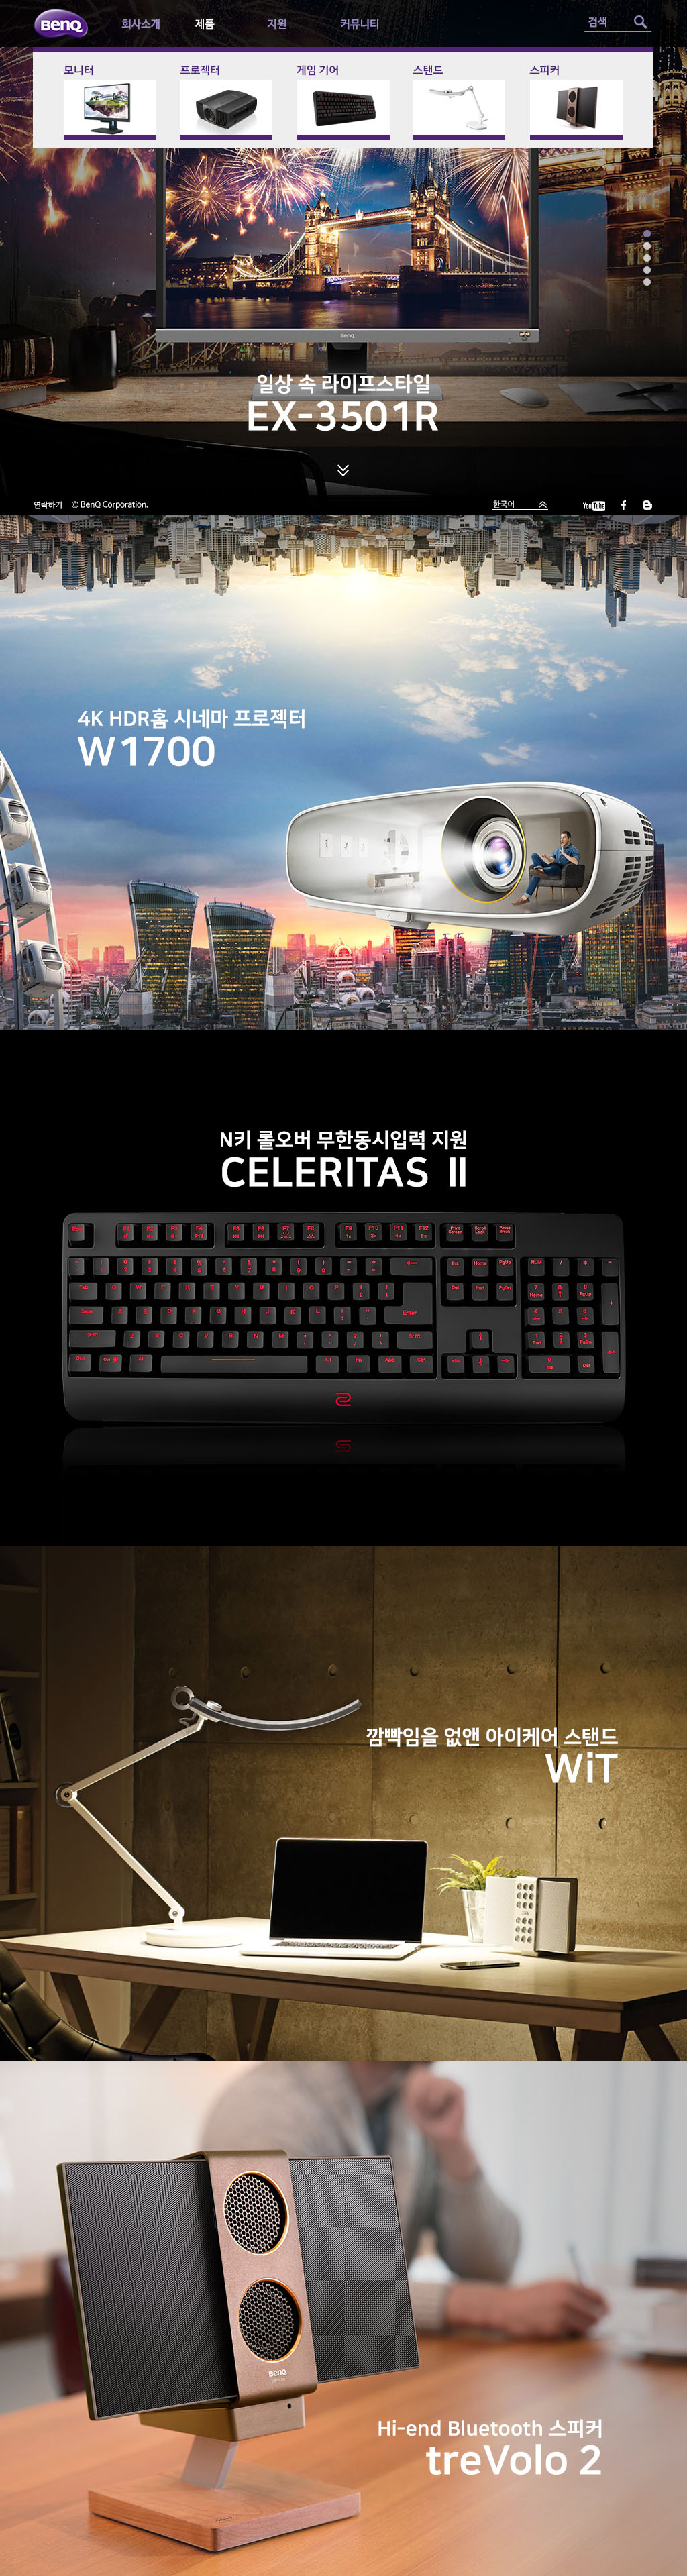 BenQ
회사소개
제품
지원
커뮤니티
검색
모니터
프로젝터
게임 기어
스탠드
스피커
BenQ
일상 속 라이프스타일
EX-3501R
연락하기
© BenQ Corporation.
한국어
YouTube
4K HDR홈 시네마 프로젝터
W1700
N키 롤오버 무한동시입력 지원
CELERITAS II
깜빡임을 없앤 아이케어 스탠드
WiT
BenQ
Hi-end Bluetooth 스피커
treVolo 2